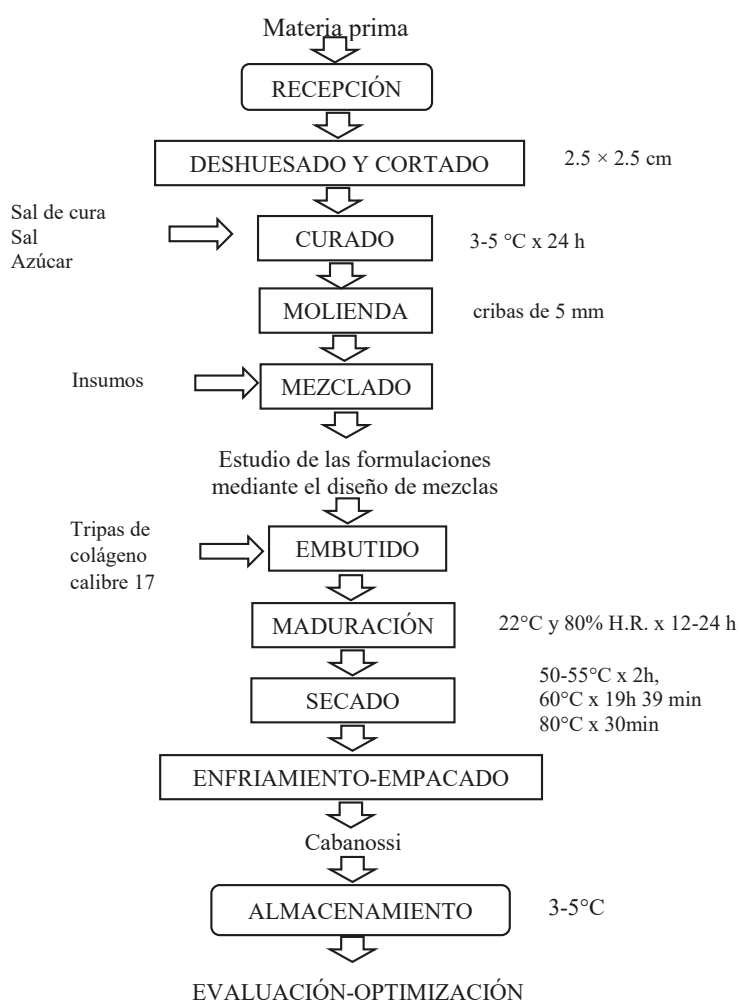 Materia prima
RECEPCIÓN
DESHUESADO Y CORTADO
2.5 × 2.5 cm
Sal de cura
Sal
Azúcar
CURADO
3-5 °C x 24 h
MOLIENDA
cribas de 5 mm
Insumos
MEZCLADO
Estudio de las formulaciones
mediante el diseño de mezclas
Tripas de
colágeno
calibre 17
EMBUTIDO
MADURACIÓN
22°C y 80% H.R. x 12-24 h
SECADO
50-55°C x 2h,
60°C x 19h 39 min
80°C x 30min
ENFRIAMIENTO-EMPACADO
Cabanossi
ALMACENAMIENTO
3-5°C
EVALUACIÓN-OPTIMIZACIÓN